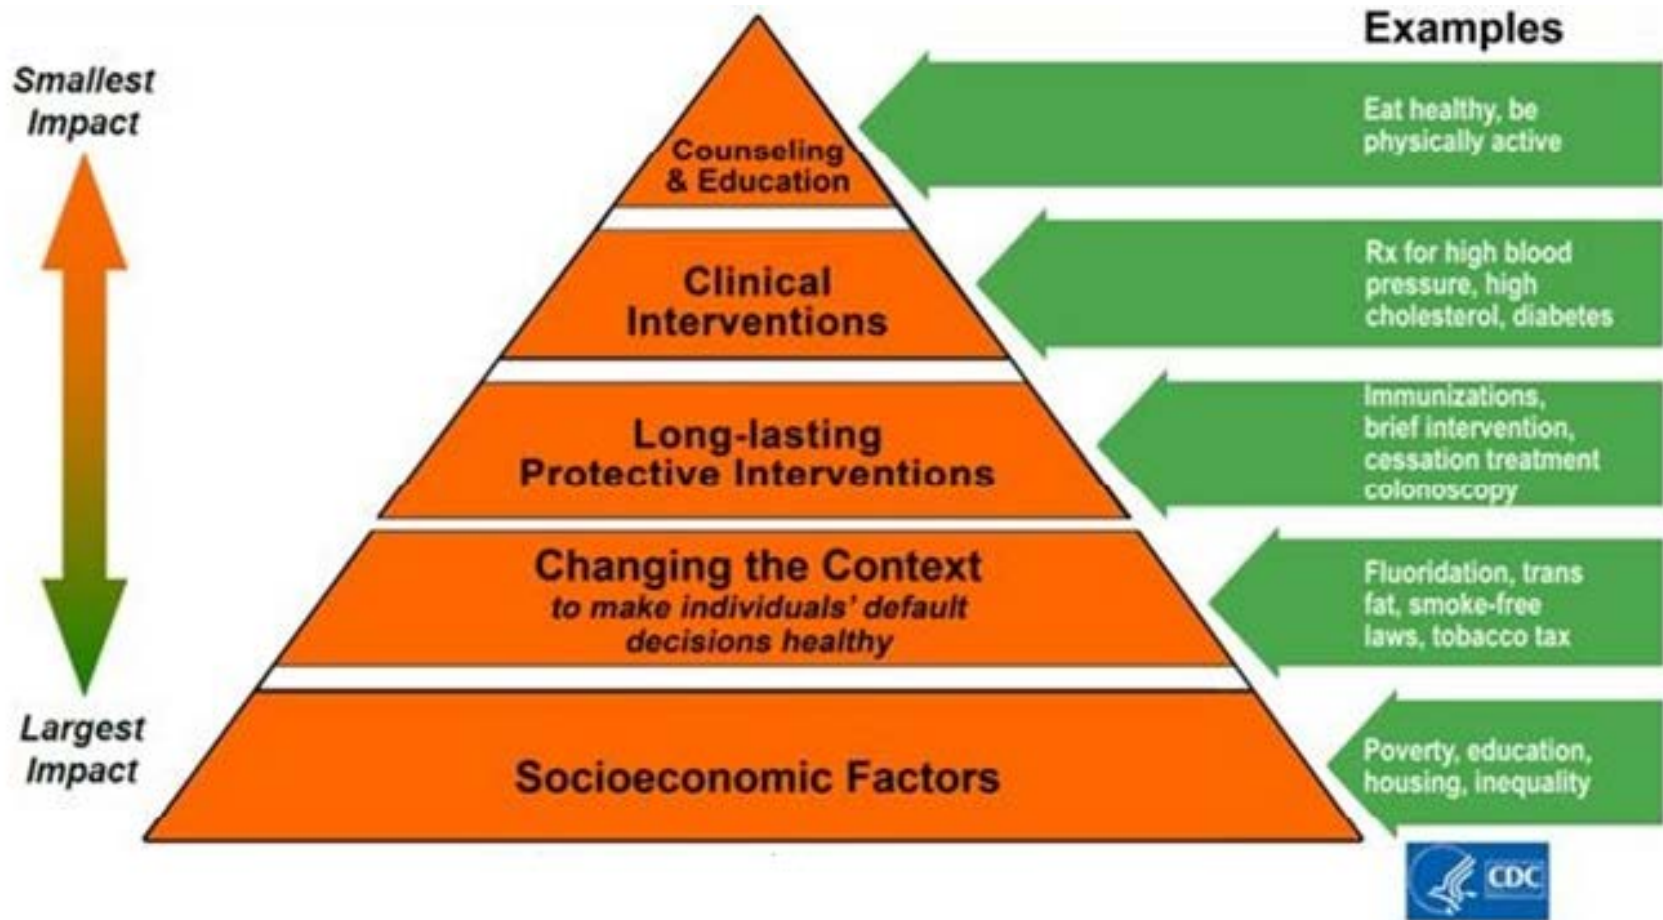 Examples
Smallest
Impact
Counseling
& Education
Eat healthy, be
physically active
Clinical
Interventions
Rx for high blood
pressure, high
cholesterol, diabetes
Long-lasting
Protective Interventions
Immunizations,
brief intervention,
cessation treatment
colonoscopy
Changing the Context
to make individuals' default
decisions healthy
Fluoridation, trans
fat, smoke-free
laws, tobacco tax
Largest
Impact
Socioeconomic Factors
Poverty, education,
housing, inequality
CDC